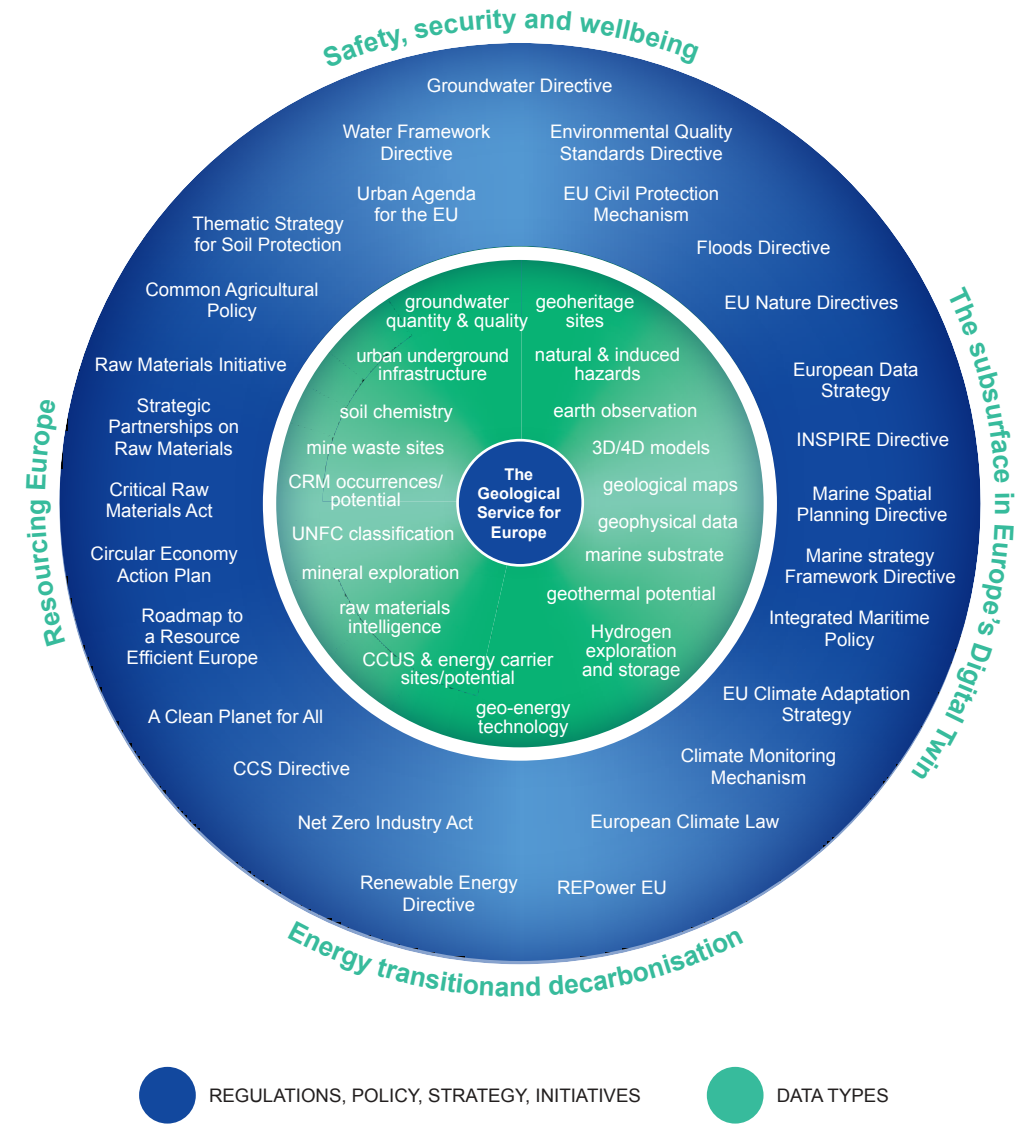 Safety, security and wellbeing
Groundwater Directive
Water Framework
Directive
Environmental Quality
Standards Directive
Urban Agenda
for the EU
EU Civil Protection
Mechanism
Thematic Strategy
for Soil Protection
Floods Directive
Common Agricultural
Policy
EU Nature Directives
Raw Materials Initiative
European Data
Strategy
Strategic
Partnerships on
Raw Materials
INSPIRE Directive
Critical Raw
Materials Act
Marine Spatial
Planning Directive
Circular Economy
Action Plan
Marine strategy
Framework Directive
Roadmap to
a Resource
Efficient Europe
Integrated Maritime
Policy
A Clean Planet for All
EU Climate Adaptation
Strategy
CCS Directive
Climate Monitoring
Mechanism
Net Zero Industry Act
European Climate Law
Renewable Energy
Directive
REPower EU
Resourcing Europe
The subsurface in Europe's Digital Twin
Energy transitionand decarbonisation
groundwater
quantity & quality
geoheritage
sites
urban underground
infrastructure
natural & induced
hazards
soil chemistry
earth observation
mine waste sites
3D/4D models
CRM occurrences/
potential
geological maps
UNFC classification
geophysical data
mineral exploration
marine substrate
raw materials
intelligence
geothermal potential
CCUS & energy carrier
sites/potential
Hydrogen
exploration
and storage
geo-energy
technology
The
Geological
Service for
Europe
REGULATIONS, POLICY, STRATEGY, INITIATIVES
DATA TYPES